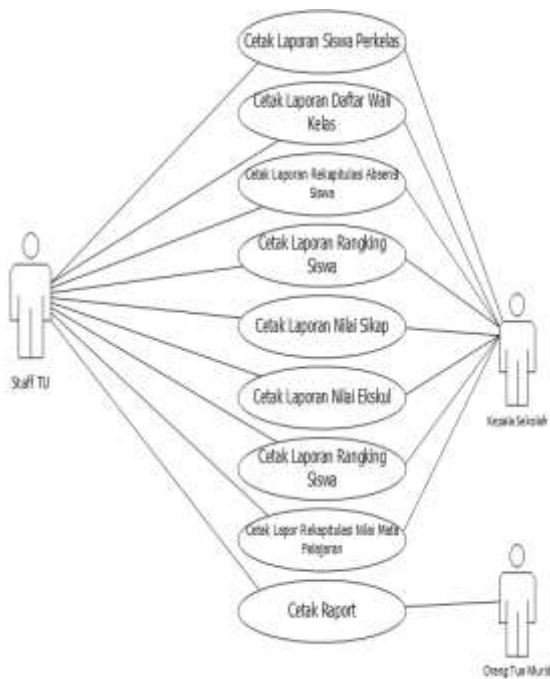 Cetak Laporan Siswa Perkelas
Cetak Laporan Daftar Wali
Kelas
Cetak Laporan Rekapitulasi Absensi
Siswa
Cetak Laporan Rangking
Siswa
Cetak Laporan Nilai Sikap
Staff TU
Cetak Laporan Nilai Ekskul
Kepala Sekolah
Cetak Laporan Rangking
Siswa
Cetak Lapor Rekapitulasi Nilai Mata
Pelajaran
Cetak Raport
Orang Tua Murid